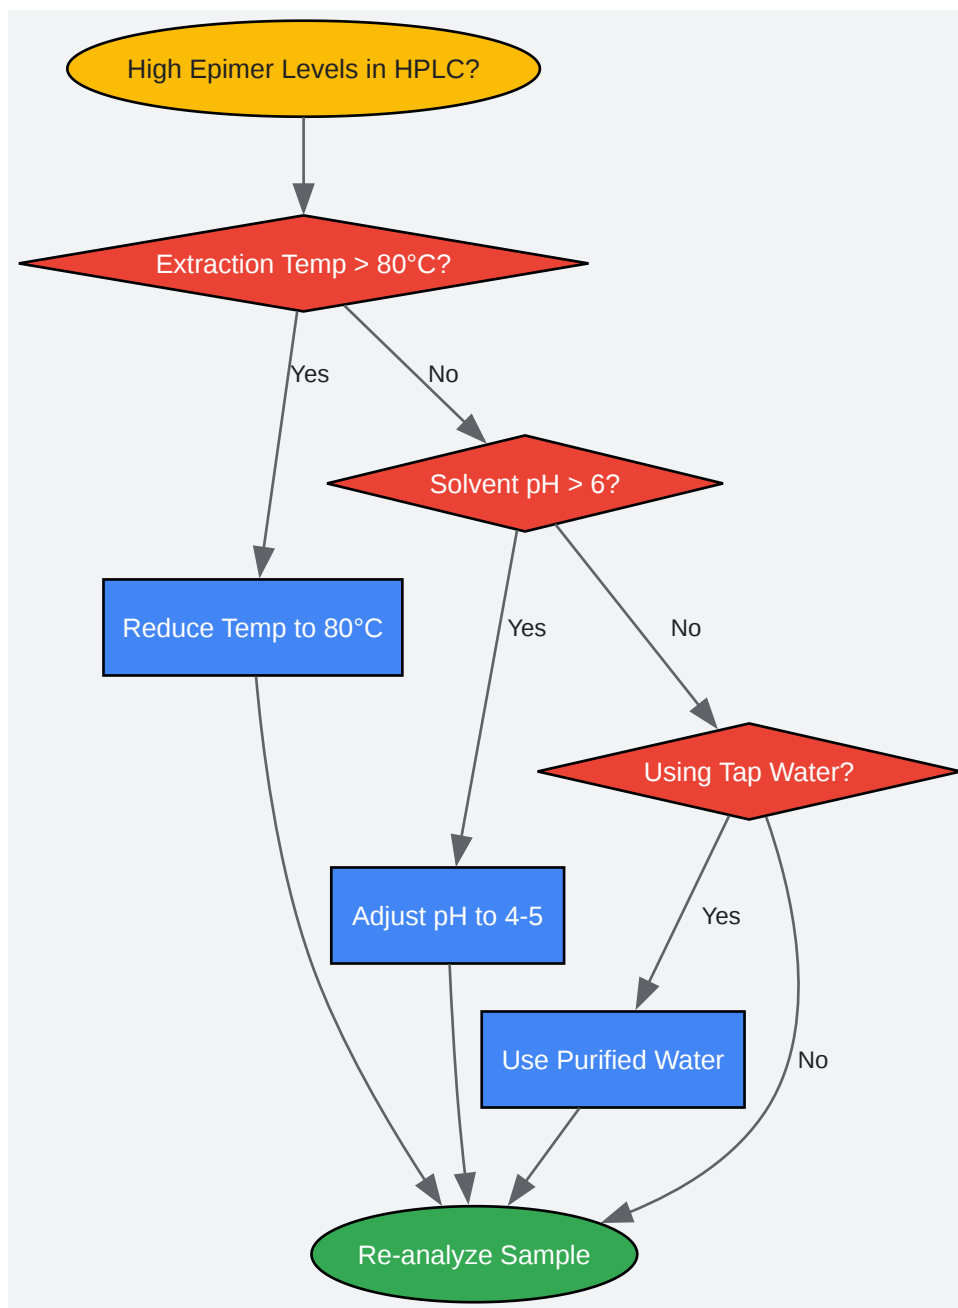 High Epimer Levels in HPLC?
Extraction Temp > 80°C?
Yes
No
Solvent pH > 6?
Reduce Temp to 80°C
Yes
No
Using Tap Water?
Adjust pH to 4-5
Yes
Use Purified Water
No
Re-analyze Sample